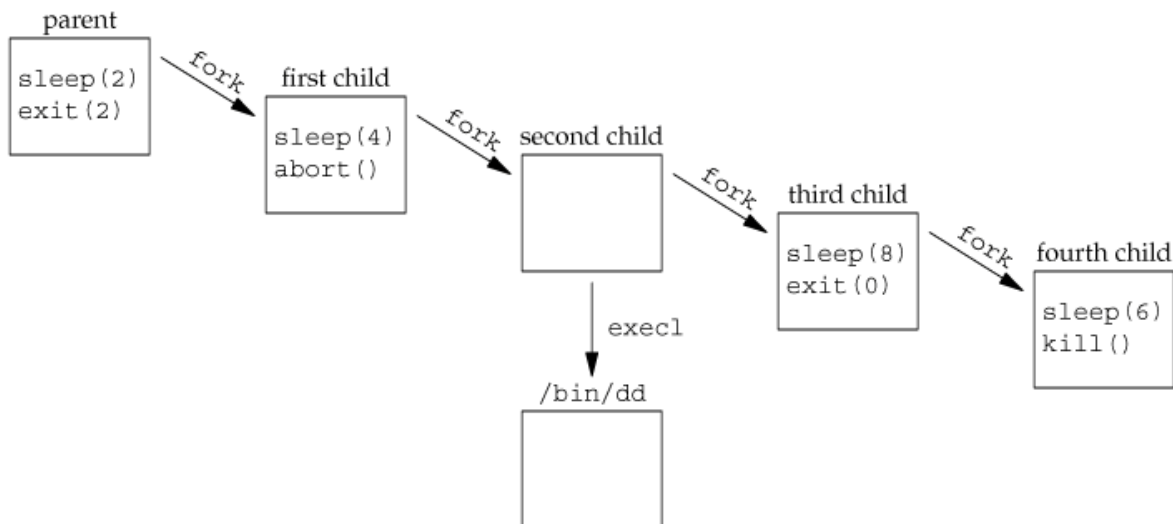 parent
sleep(2)
exit(2)
fork
first child
sleep(4)
abort()
fork
second child
fork
third child
sleep(8)
exit(0)
fork
fourth child
sleep(6)
kill()
execl
/bin/dd